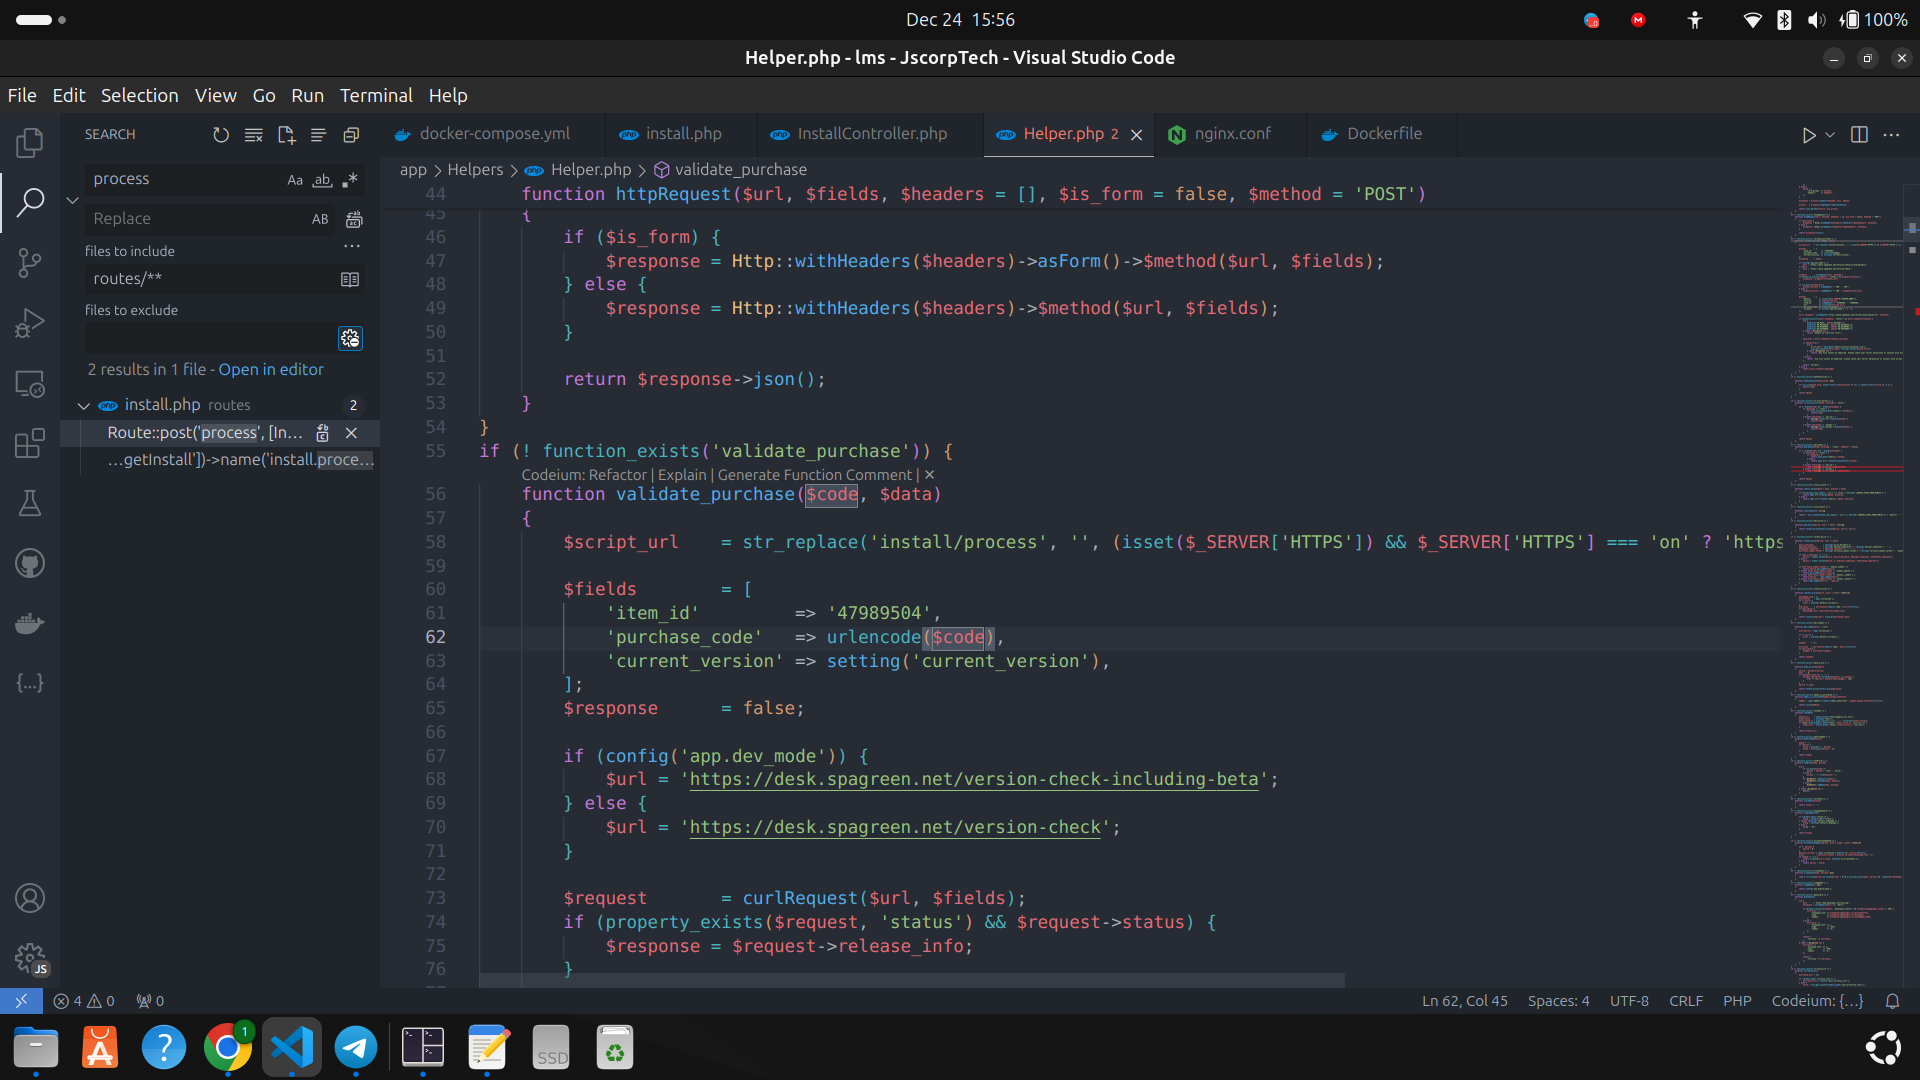 Dec 24  15:56
100%
Helper.php - lms - JscorpTech - Visual Studio Code
File Edit Selection View Go Run Terminal Help
SEARCH
process
Aa ab
Replace
AB
files to include
routes/**
files to exclude
2 results in 1 file - Open in editor
install.php routes 2
Route::post('process', [In...
...getInstall'])->name('install.proce...
docker-compose.yml
install.php
InstallController.php
Helper.php 2
nginx.conf
Dockerfile
app > Helpers > Helper.php > validate_purchase
44 function httpRequest($url, $fields, $headers = [], $is_form = false, $method = 'POST')
45 {
46 if ($is_form) {
47 $response = Http::withHeaders($headers)->asForm()->$method($url, $fields);
48 } else {
49 $response = Http::withHeaders($headers)->$method($url, $fields);
50 }
51
52 return $response->json();
53 }
54 }
55 if (! function_exists('validate_purchase')) {
Codeium: Refactor | Explain | Generate Function Comment | ✕
56 function validate_purchase($code, $data)
57 {
58 $script_url = str_replace('install/process', '', (isset($_SERVER['HTTPS']) && $_SERVER['HTTPS'] === 'on' ? 'https
59
60 $fields = [
61 'item_id' => '47989504',
62 'purchase_code' => urlencode($code),
63 'current_version' => setting('current_version'),
64 ];
65 $response = false;
66
67 if (config('app.dev_mode')) {
68 $url = 'https://desk.spagreen.net/version-check-including-beta';
69 } else {
70 $url = 'https://desk.spagreen.net/version-check';
71 }
72
73 $request = curlRequest($url, $fields);
74 if (property_exists($request, 'status') && $request->status) {
75 $response = $request->release_info;
76 }
JS
4 0 0
Ln 62, Col 45 Spaces: 4 UTF-8 CRLF PHP Codeium: {...}
1
SSD